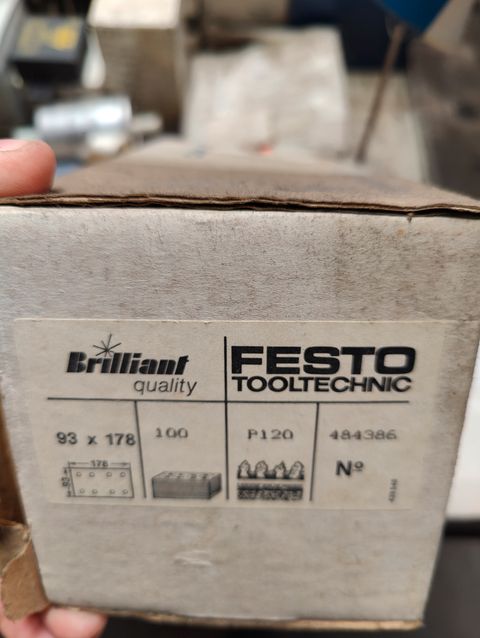 Brilliant
quality
FESTO
TOOLTECHNIC
93 x 178
100
P120
484386
178
93
Nº